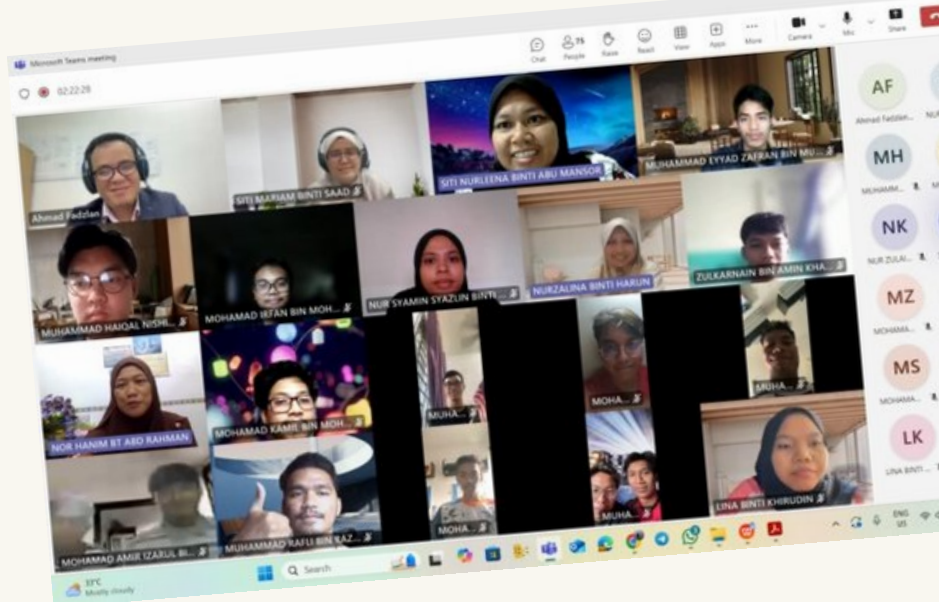 Microsoft Teams meeting
02:22:28
Chat
75
People
Raise
React
View
Apps
More
Camera
Mic
Share
Ahmad Fadzlan
SITI MARIAM BINTI SAAD
SITI NURLEENA BINTI ABU MANSOR
MUHAMMAD EYYAD ZAFRAN BIN MU...
AF
Ahmad Fadzlan...
MUHAMMAD HAIQAL NISHI...
MOHAMAD IRFAN BIN MOH...
NUR SYAMIN SYAZLIN BINTI ...
NURZALINA BINTI HARUN
ZULKARNAIN BIN AMIN KHA...
MH
MUHAMM...
NK
NUR ZULAI...
NOR HANIM BT ABD RAHMAN
MOHAMAD KAMIL BIN MOH...
MUHA...
MOHA...
MUHA...
MZ
MOHAMA...
MS
MOHAMA...
MOHAMAD AMIR IZARUL BI...
MUHAMMAD RAFLI BIN RAZ...
MOHA...
MUHA...
LINA BINTI KHIRUDIN
LK
LINA BINTI ...
33°C
Mostly cloudy
Search
ENG
US